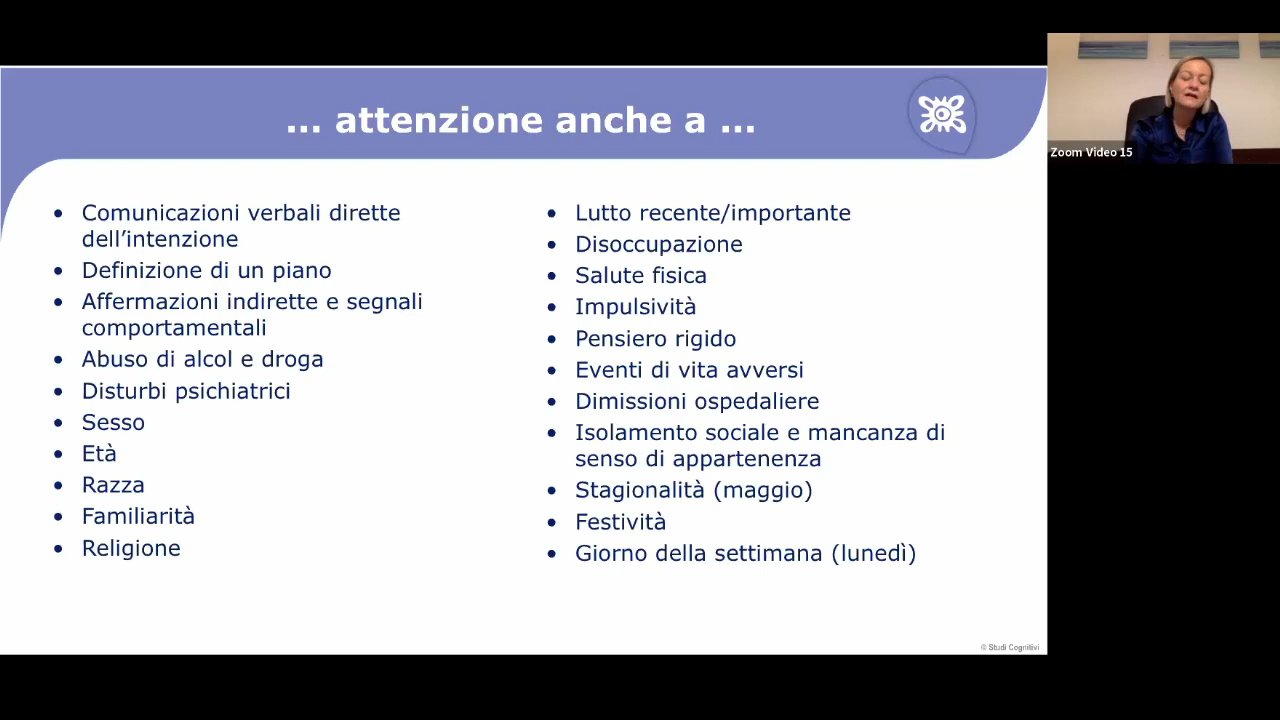 ... attenzione anche a ...
Zoom Video 15
• Comunicazioni verbali dirette
dell’intenzione
• Definizione di un piano
• Affermazioni indirette e segnali
comportamentali
• Abuso di alcol e droga
• Disturbi psichiatrici
• Sesso
• Età
• Razza
• Familiarità
• Religione
• Lutto recente/importante
• Disoccupazione
• Salute fisica
• Impulsività
• Pensiero rigido
• Eventi di vita avversi
• Dimissioni ospedaliere
• Isolamento sociale e mancanza di
senso di appartenenza
• Stagionalità (maggio)
• Festività
• Giorno della settimana (lunedì)
© Studi Cognitivi